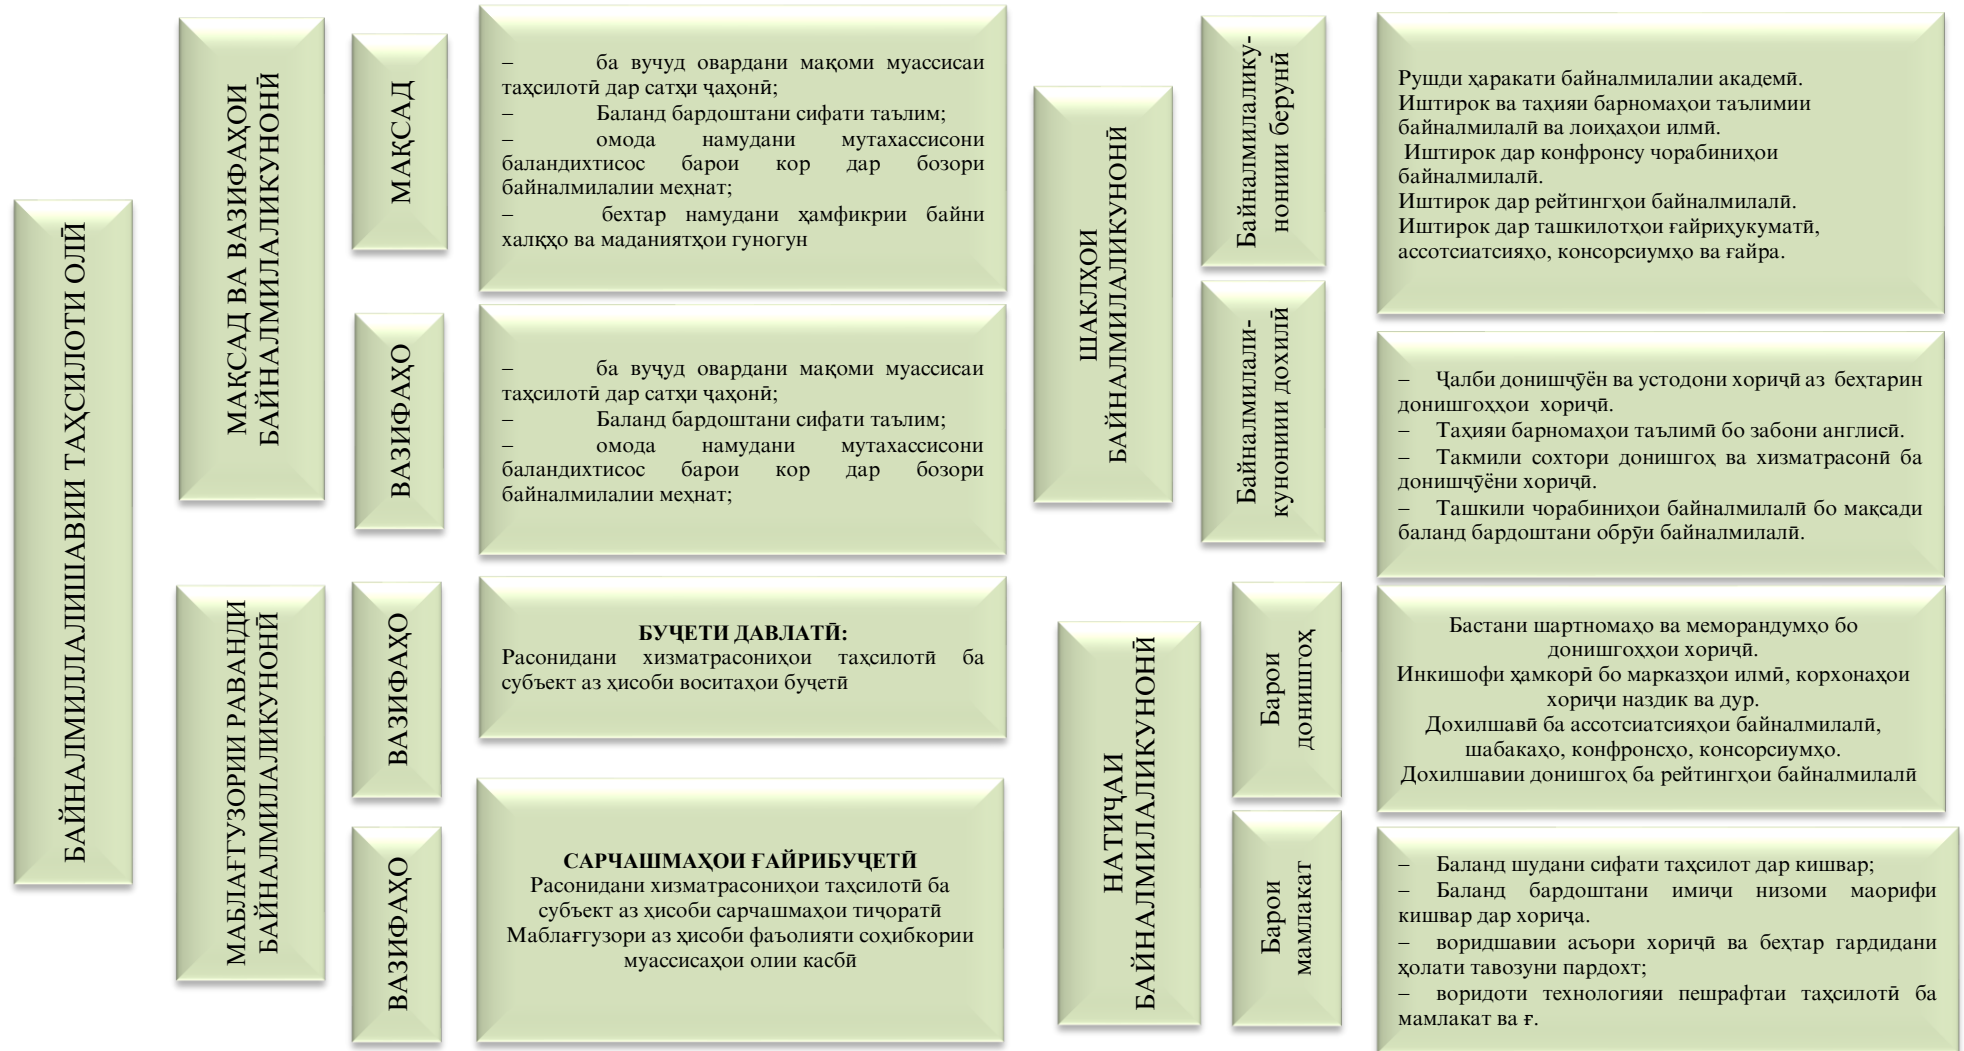 БАЙНАЛМИЛЛАЛИШАВИИ ТАҲСИЛОТИ ОЛӢ
МАҚСАД ВА ВАЗИФАҲОИ
БАЙНАЛМИЛАЛИКУНОНӢ
МАҚСАД
– ба вучуд овардани мақоми муассисаи
таҳсилотӣ дар сатҳи ҷаҳонӣ;
– Баланд бардоштани сифати таълим;
– омода намудани мутахассисони
баландихтисос барои кор дар бозори
байналмилалии меҳнат;
– бехтар намудани ҳамфикрии байни
халқҳо ва маданиятҳои гуногун
ВАЗИФАҲО
– ба вуҷуд овардани мақоми муассисаи
таҳсилотӣ дар сатҳи ҷаҳонӣ;
– Баланд бардоштани сифати таълим;
– омода намудани мутахассисони
баландихтисос барои кор дар бозори
байналмилалии меҳнат;
МАБЛАҒГУЗОРИИ РАВАНДИ
БАЙНАЛМИЛАЛИКУНОНӢ
ВАЗИФАҲО
БУҶЕТИ ДАВЛАТӢ:
Расонидани хизматрасониҳои таҳсилотӣ ба
субъект аз ҳисоби воситаҳои буҷетӣ
ВАЗИФАҲО
САРЧАШМАҲОИ ҒАЙРИБУҶЕТӢ
Расонидани хизматрасониҳои таҳсилотӣ ба
субъект аз ҳисоби сарчашмаҳои тиҷоратӣ
Маблағгузори аз ҳисоби фаъолияти соҳибкории
муассисаҳои олии касбӣ
ШАКЛҲОИ
БАЙНАЛМИЛАЛИКУНОНӢ
Байналмилалику-
нонии берунӣ
Рушди ҳаракати байналмилалии академӣ.
Иштирок ва таҳияи барномаҳои таълимии
байналмилалӣ ва лоиҳаҳои илмӣ.
Иштирок дар конфронсу чорабиниҳои
байналмилалӣ.
Иштирок дар рейтингҳои байналмилалӣ.
Иштирок дар ташкилотҳои ғайриҳукуматӣ,
ассотсиатсияҳо, консорсиумҳо ва ғайра.
Байналмилали-
кунонии дохилӣ
– Ҷалби донишҷӯён ва устодони хориҷӣ аз беҳтарин
донишгоҳҳои хориҷӣ.
– Таҳияи барномаҳои таълимӣ бо забони англисӣ.
– Такмили сохтори донишгоҳ ва хизматрасонӣ ба
донишҷӯёни хориҷӣ.
– Ташкили чорабиниҳои байналмилалӣ бо мақсади
баланд бардоштани обрӯи байналмилалӣ.
НАТИҶАИ
БАЙНАЛМИЛАЛИКУНОНӢ
Барои
донишгоҳ
Бастани шартномаҳо ва меморандумҳо бо
донишгоҳҳои хориҷӣ.
Инкишофи ҳамкорӣ бо марказҳои илмӣ, корхонаҳои
хориҷи наздик ва дур.
Дохилшавӣ ба ассотсиатсияҳои байналмилалӣ,
шабакаҳо, конфронсҳо, консорсиумҳо.
Дохилшавии донишгоҳ ба рейтингҳои байналмилалӣ
Барои
мамлакат
– Баланд шудани сифати таҳсилот дар кишвар;
– Баланд бардоштани имиҷи низоми маорифи
кишвар дар хориҷа.
– воридшавии асъори хориҷӣ ва беҳтар гардидани
ҳолати тавозуни пардохт;
– воридоти технологияи пешрафтаи таҳсилотӣ ба
мамлакат ва ғ.